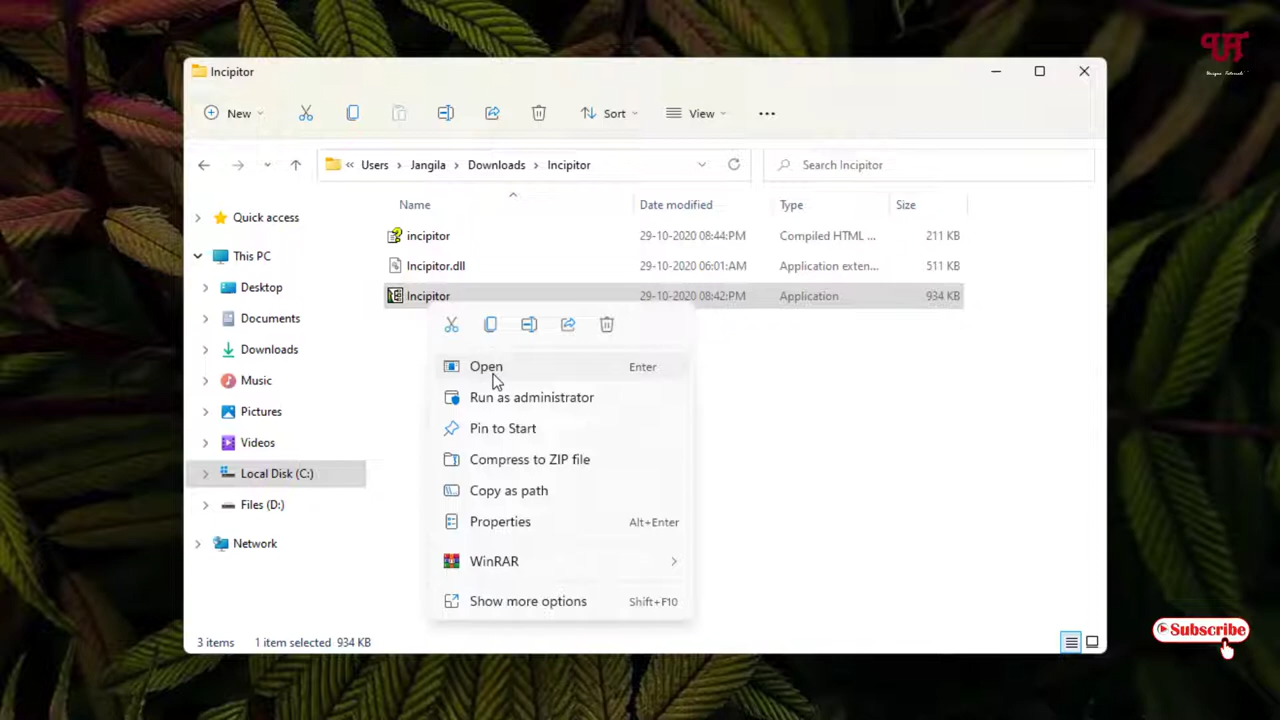 Incipitor
UT
Unique Tutorials
New
Sort
View
« Users > Jangila > Downloads > Incipitor
Search Incipitor
Name Date modified Type Size
Quick access
This PC
Desktop
Documents
Downloads
Music
Pictures
Videos
Local Disk (C:)
Files (D:)
Network
incipitor 29-10-2020 08:44:PM Compiled HTML ... 211 KB
Incipitor.dll 29-10-2020 06:01:AM Application exten... 511 KB
Incipitor 29-10-2020 08:42:PM Application 934 KB
Open Enter
Run as administrator
Pin to Start
Compress to ZIP file
Copy as path
Properties Alt+Enter
WinRAR
Show more options Shift+F10
3 items 1 item selected 934 KB
Subscribe